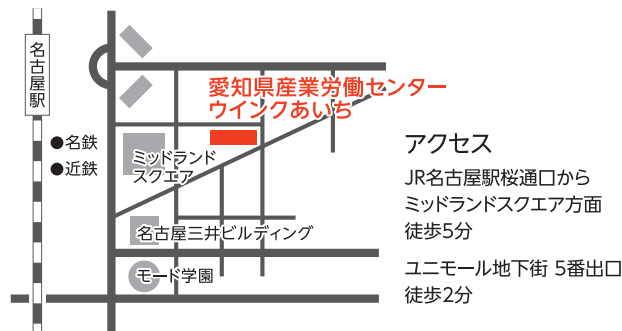 名古屋駅
愛知県産業労働センター
ウインクあいち
●名鉄
●近鉄
ミッドランド
スクエア
名古屋三井ビルディング
モード学園
アクセス
JR名古屋駅桜通口から
ミッドランドスクエア方面
徒歩5分
ユニモール地下街 5番出口
徒歩2分